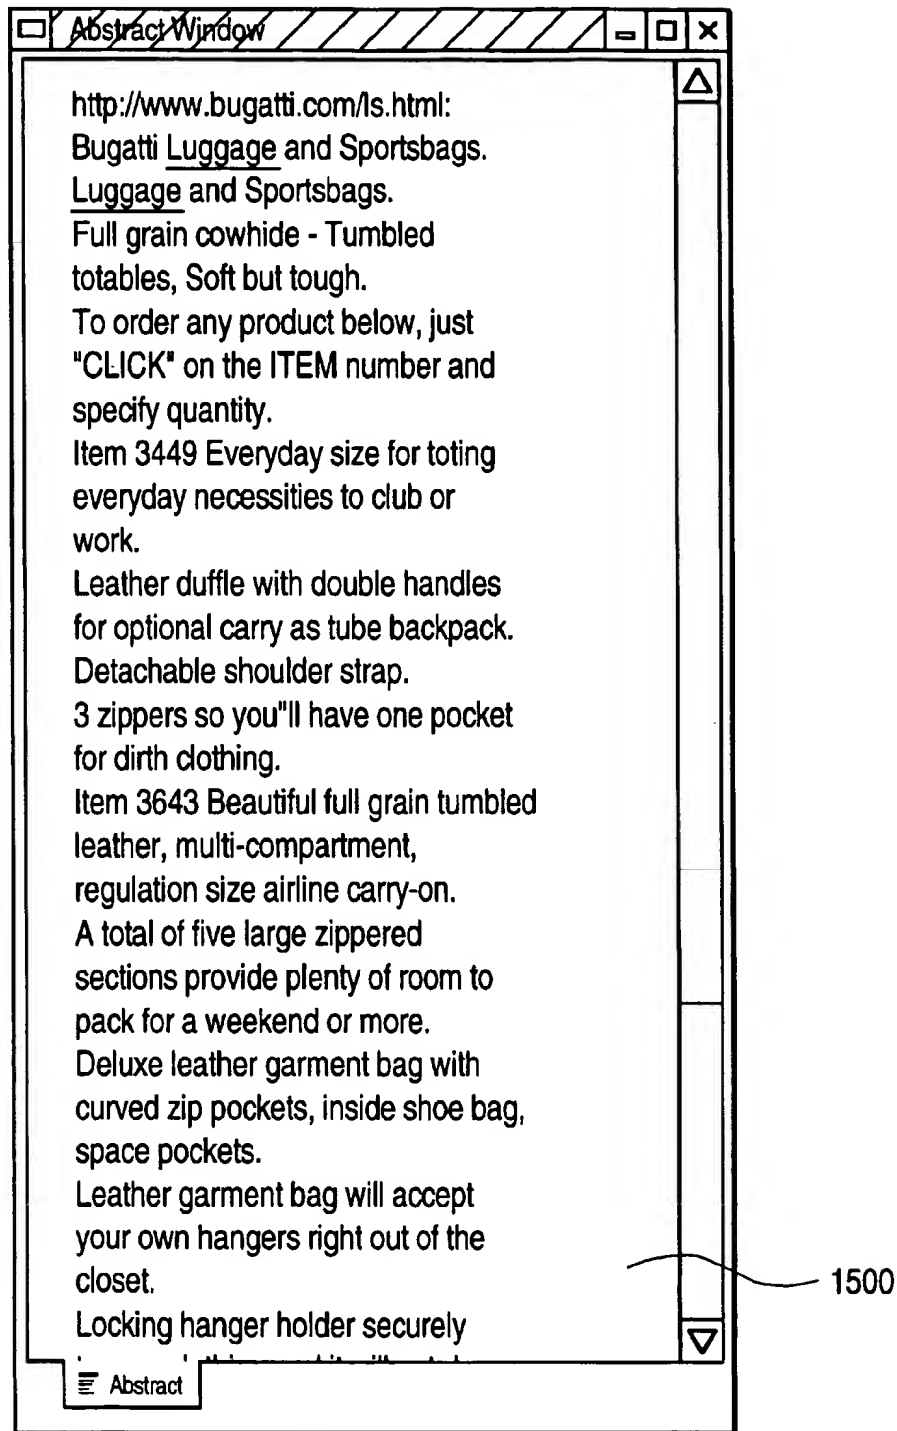 Abstract Window
http://www.bugatti.com/ls.html:
Bugatti Luggage and Sportsbags.
Luggage and Sportsbags.
Full grain cowhide - Tumbled
totables, Soft but tough.
To order any product below, just
"CLICK" on the ITEM number and
specify quantity.
Item 3449 Everyday size for toting
everyday necessities to club or
work.
Leather duffle with double handles
for optional carry as tube backpack.
Detachable shoulder strap.
3 zippers so you"ll have one pocket
for dirth clothing.
Item 3643 Beautiful full grain tumbled
leather, multi-compartment,
regulation size airline carry-on.
A total of five large zippered
sections provide plenty of room to
pack for a weekend or more.
Deluxe leather garment bag with
curved zip pockets, inside shoe bag,
space pockets.
Leather garment bag will accept
your own hangers right out of the
closet.
1500
Locking hanger holder securely
Abstract